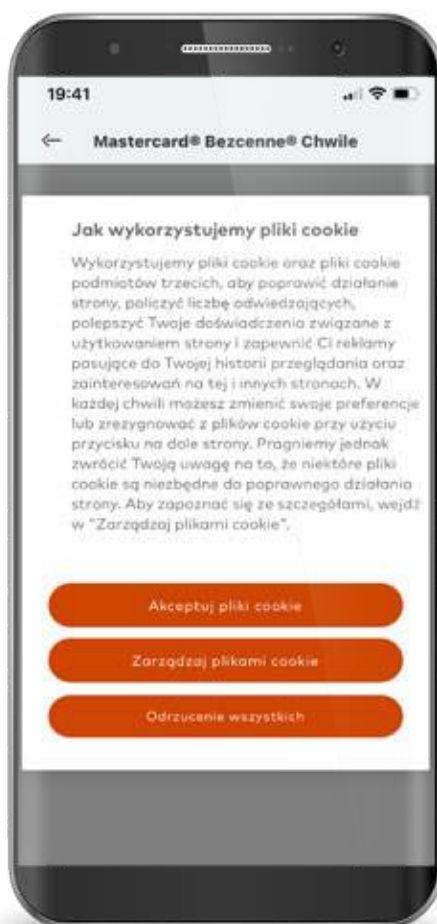 19:41
← Mastercard® Bezcenne® Chwile
Jak wykorzystujemy pliki cookie
Wykorzystujemy pliki cookie oraz pliki cookie
podmiotów trzecich, aby poprawić działanie
strony, policzyć liczbę odwiedzających,
polepszyć Twoje doświadczenia związane z
użytkowaniem strony i zapewnić Ci reklamy
pasujące do Twojej historii przeglądania oraz
zainteresowań na tej i innych stronach. W
każdej chwili możesz zmienić swoje preferencje
lub zrezygnować z plików cookie przy użyciu
przycisku na dole strony. Pragniemy jednak
zwrócić Twoją uwagę na to, że niektóre pliki
cookie są niezbędne do poprawnego działania
strony. Aby zapoznać się ze szczegółami, wejdź
w "Zarządzaj plikami cookie".
Akceptuj pliki cookie
Zarządzaj plikami cookie
Odrzucenie wszystkich